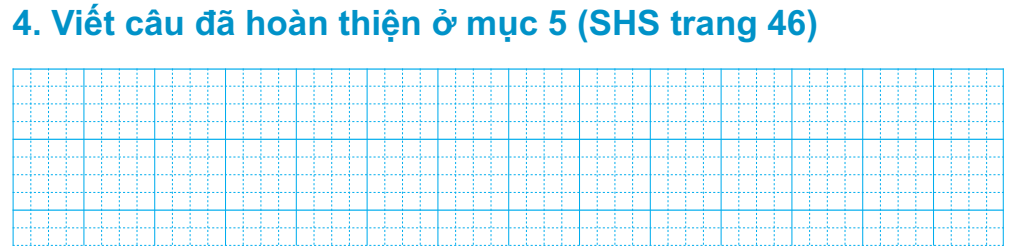 4. Viết câu đã hoàn thiện ở mục 5 (SHS trang 46)